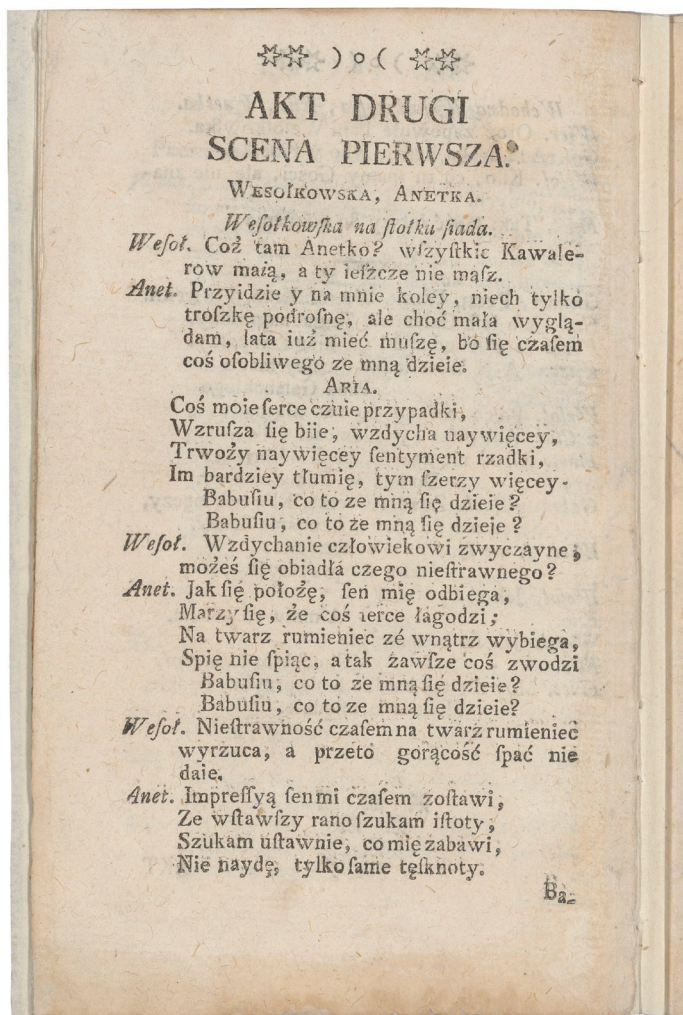 ✲✲ ) o ( ✲✲
AKT DRUGI
SCENA PIERWSZA.
WESOŁKOWSKA, ANETKA.
Weſołkowſka na ſtołku ſiada.
Weſoł. Coż tam Anetko? wſzyſtkie Kawale-
row maią, a ty ieſzcze nie maſz.
Anet. Przyidzie y na mnie koley, niech tylko
troſzkę podroſnę, ale choć mała wyglą-
dam, lata iuż mieć muſzę, bo się czaſem
coś oſobliwego ze mną dzieie.
ARIA.
Coś moie ſerce czuie przypadki,
Wzruſza ſię biie, wzdycha naywięcey,
Trwoży naywięcey ſentyment rzadki,
Im bardziey tłumię, tym ſzerzy więcey-
Babuſiu, co to ze mną ſię dzieie?
Babuſiu, co to ze mną ſię dzieie?
Weſoł. Wzdychanie człowiekowi zwyczayne,
możeś ſię obiadła czego nieſtrawnego?
Anet. Jak ſię położę, ſen mię odbiega,
Marzy ſię, że coś ſerce łagodzi;
Na twarz rumieniec zé wnątrz wybiega,
Spię nie ſpiąc, a tak zawſze coś zwodzi
Babuſiu, co to ze mną ſię dzieie?
Babuſiu, co to ze mną ſię dzieie?
Weſoł. Nieſtrawność czaſem na twarz rumieniec
wyrzuca, a przeto gorącość ſpać nie
daie.
Anet. Impreſſyą ſen mi czaſem zoſtawi,
Ze wſtawſzy rano ſzukam iſtoty,
Szukam uſtawnie, co mię zabawi,
Nie naydę, tylko ſame tęſknoty.
Ba-